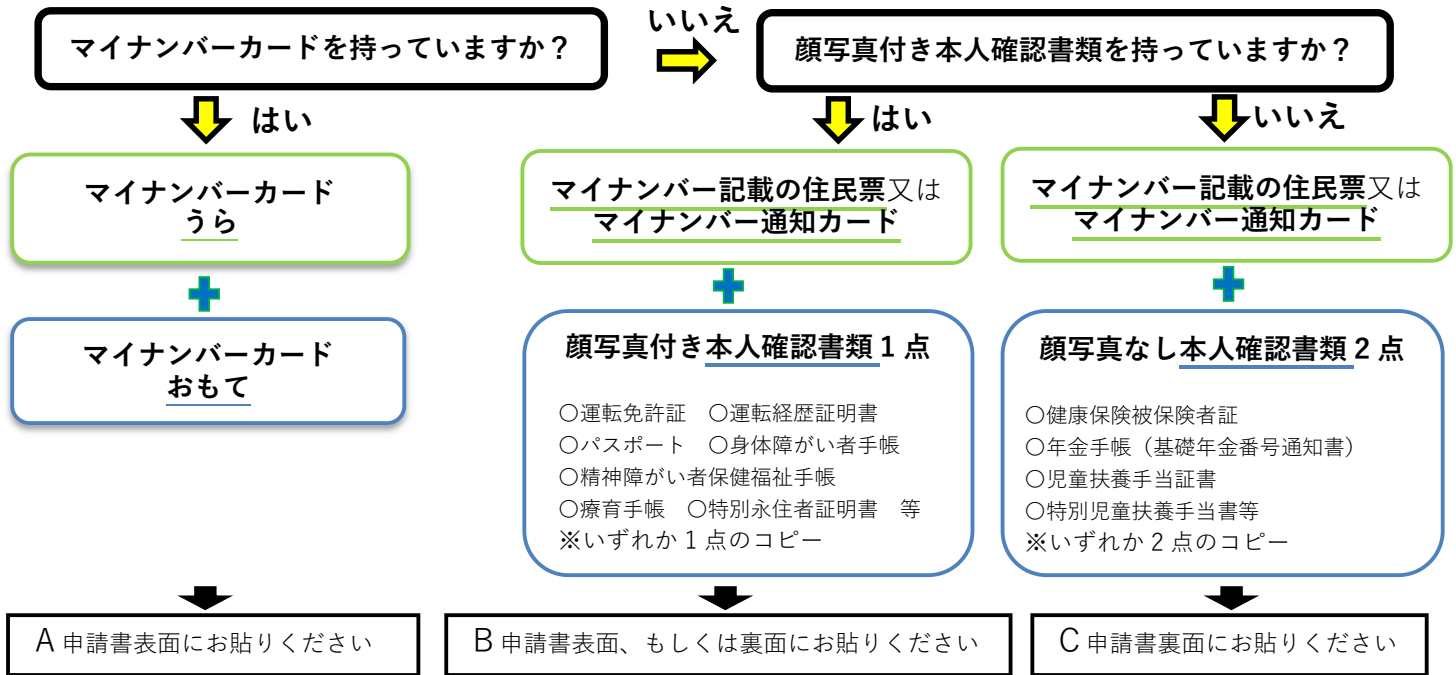 マイナンバーカードを持っていますか？
いいえ
顔写真付き本人確認書類を持っていますか？
はい
はい
いいえ
マイナンバーカード
うら
マイナンバーカード
おもて
A 申請書表面にお貼りください
マイナンバー記載の住民票又は
マイナンバー通知カード
顔写真付き本人確認書類 1 点
〇運転免許証　〇運転経歴証明書
〇パスポート　〇身体障がい者手帳
〇精神障がい者保健福祉手帳
〇療育手帳　〇特別永住者証明書　等
※いずれか 1 点のコピー
B 申請書表面、もしくは裏面にお貼りください
マイナンバー記載の住民票又は
マイナンバー通知カード
顔写真なし本人確認書類 2 点
〇健康保険被保険者証
〇年金手帳（基礎年金番号通知書）
〇児童扶養手当証書
〇特別児童扶養手当書等
※いずれか 2 点のコピー
C 申請書裏面にお貼りください